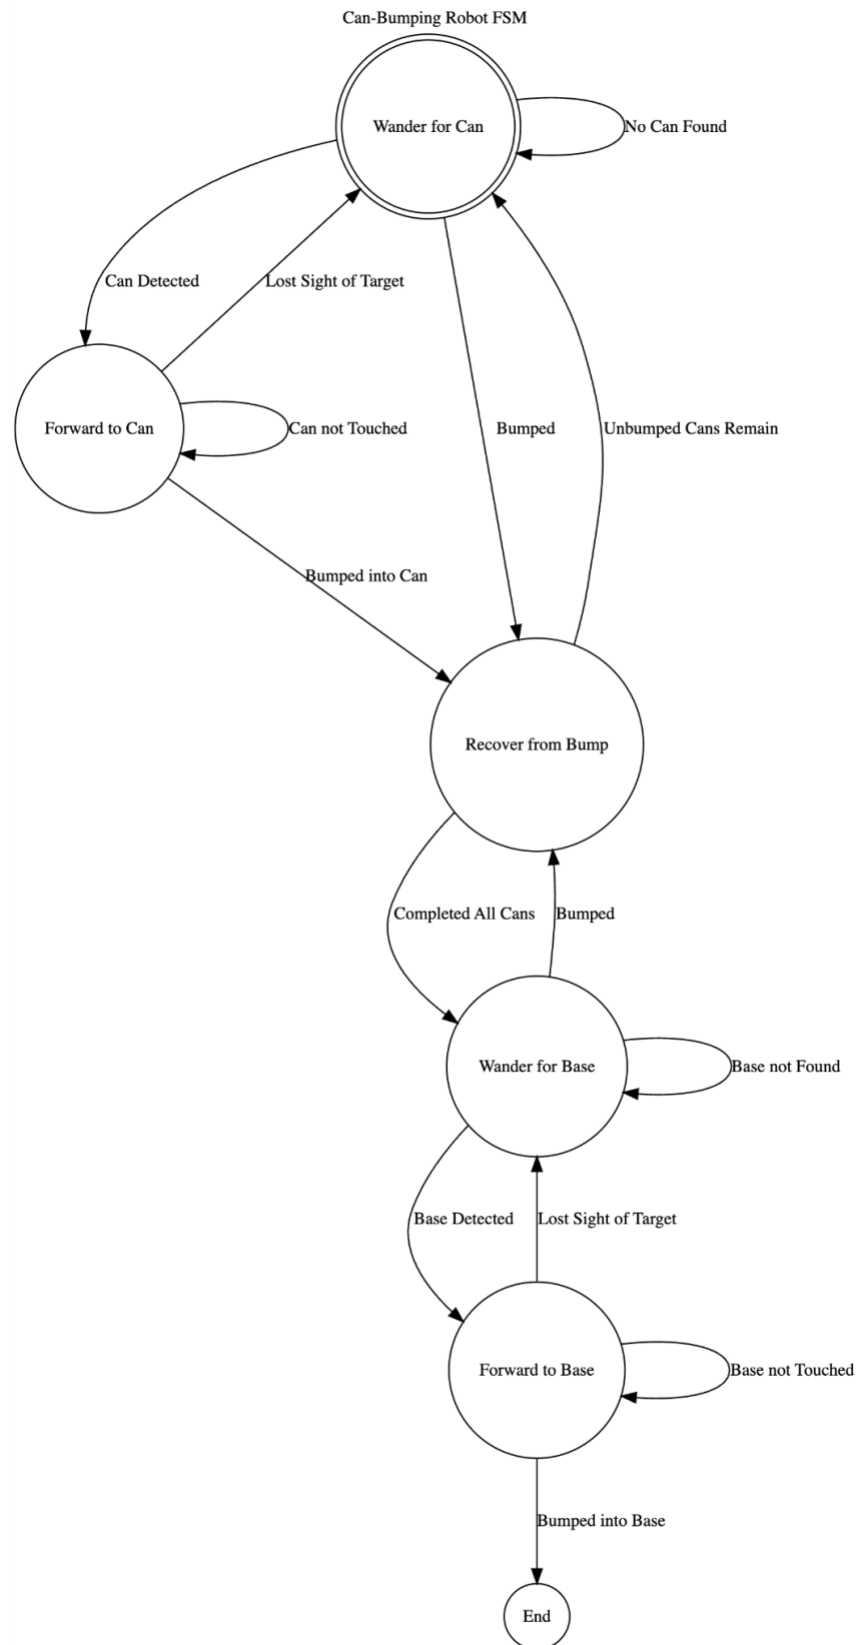 Can-Bumping Robot FSM
Wander for Can
No Can Found
Can Detected
Lost Sight of Target
Forward to Can
Can not Touched
Bumped
Unbumped Cans Remain
Bumped into Can
Recover from Bump
Completed All Cans
Bumped
Wander for Base
Base not Found
Base Detected
Lost Sight of Target
Forward to Base
Base not Touched
Bumped into Base
End